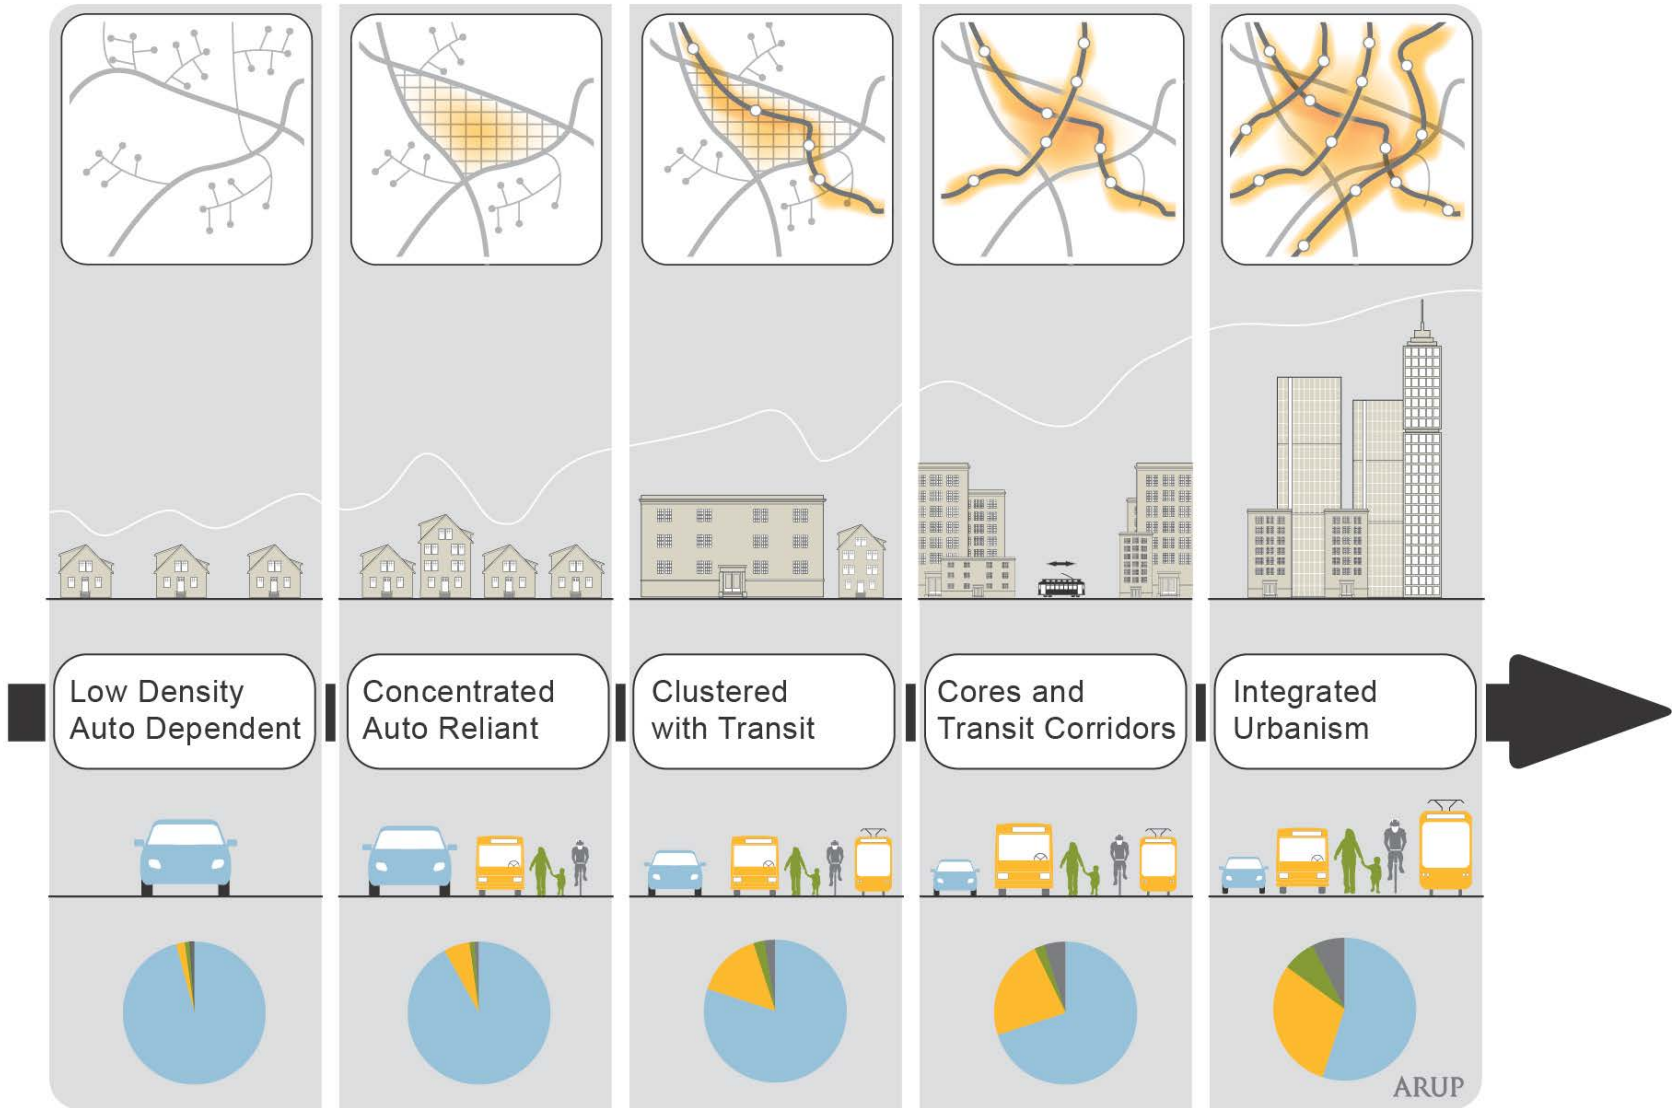 Low Density
Auto Dependent
Concentrated
Auto Reliant
Clustered
with Transit
Cores and
Transit Corridors
Integrated
Urbanism
ARUP